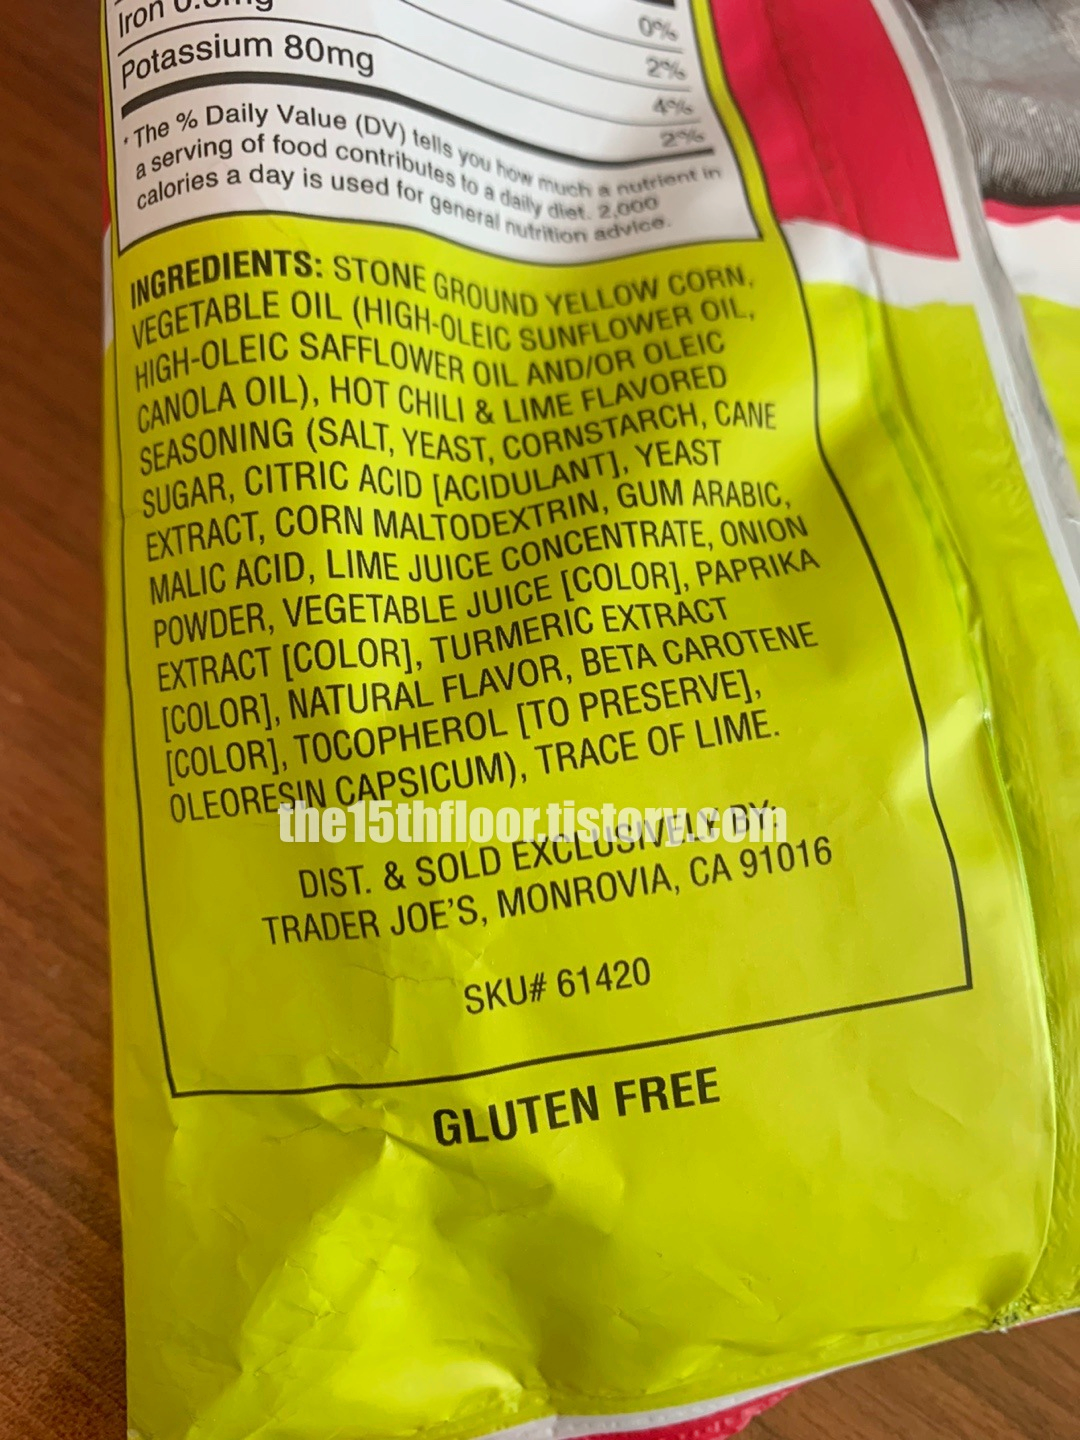 Iron
0%
2%
Potassium 80mg
4%
2%
* The % Daily Value (DV) tells you how much a nutrient in
a serving of food contributes to a daily diet. 2,000
calories a day is used for general nutrition advice.
INGREDIENTS: STONE GROUND YELLOW CORN,
VEGETABLE OIL (HIGH-OLEIC SUNFLOWER OIL,
HIGH-OLEIC SAFFLOWER OIL AND/OR OLEIC
CANOLA OIL), HOT CHILI & LIME FLAVORED
SEASONING (SALT, YEAST, CORNSTARCH, CANE
SUGAR, CITRIC ACID [ACIDULANT], YEAST
EXTRACT, CORN MALTODEXTRIN, GUM ARABIC,
MALIC ACID, LIME JUICE CONCENTRATE, ONION
POWDER, VEGETABLE JUICE [COLOR], PAPRIKA
EXTRACT [COLOR], TURMERIC EXTRACT
[COLOR], NATURAL FLAVOR, BETA CAROTENE
[COLOR], TOCOPHEROL [TO PRESERVE],
OLEORESIN CAPSICUM), TRACE OF LIME.
the15thfloor.tistory.com
DIST. & SOLD EXCLUSIVELY BY:
TRADER JOE'S, MONROVIA, CA 91016
SKU# 61420
GLUTEN FREE